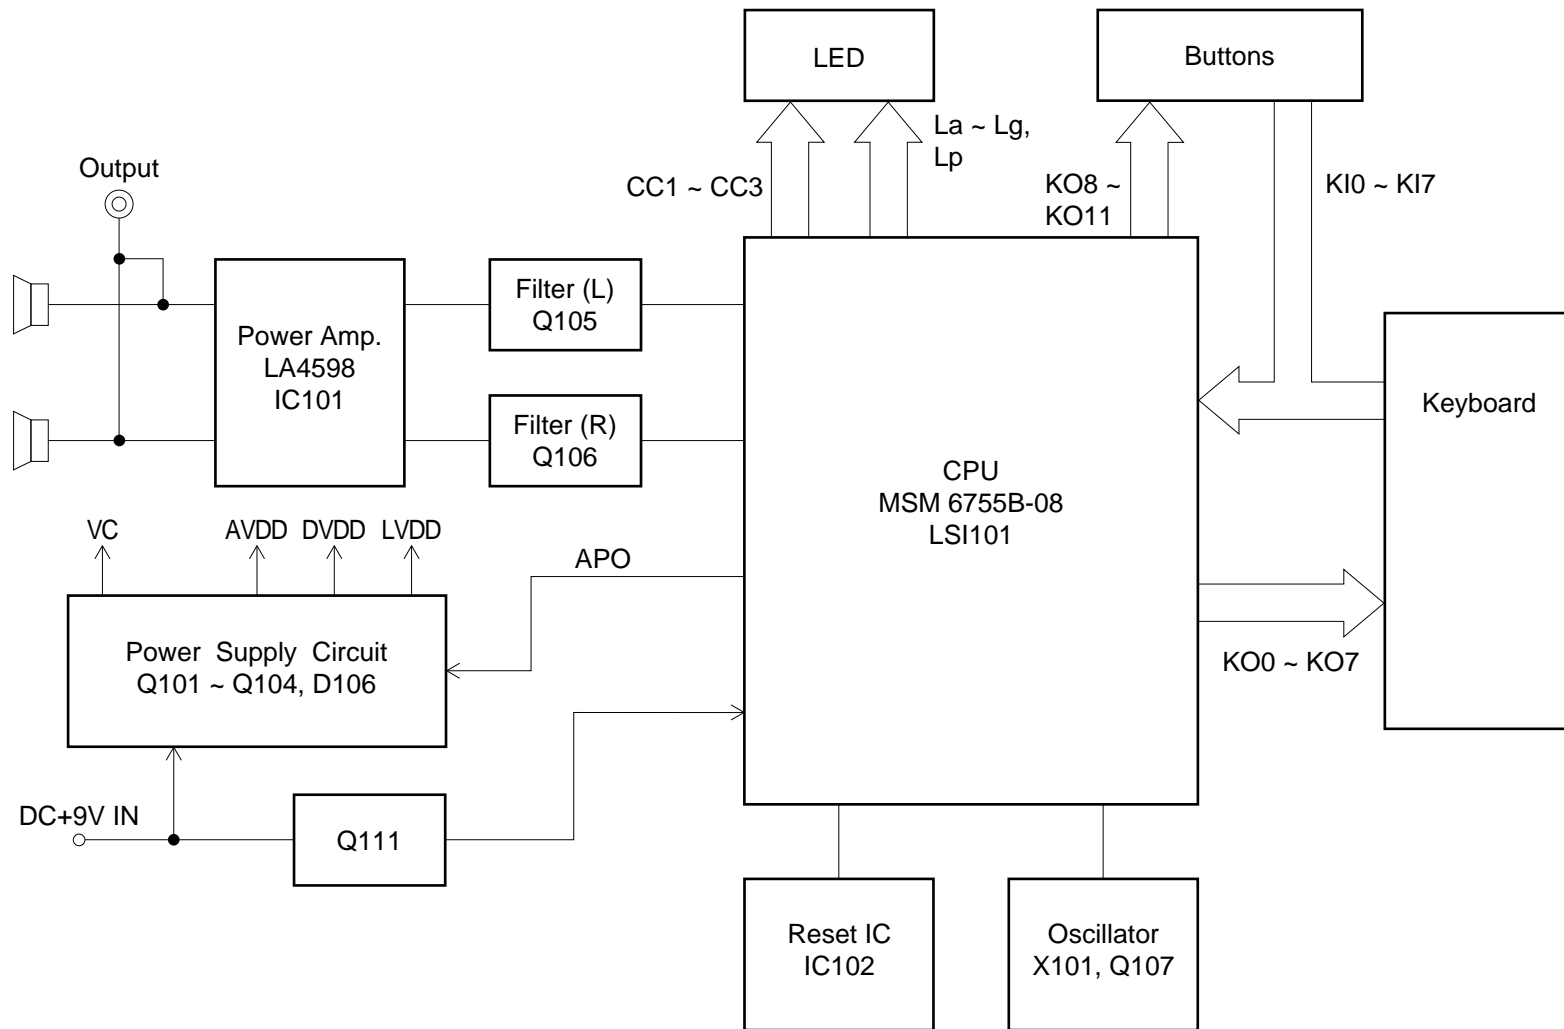 LED
Buttons
La ~ Lg,
Lp
CC1 ~ CC3
KO8 ~
KO11
KI0 ~ KI7
Output
Filter (L)
Q105
Power Amp.
LA4598
IC101
Filter (R)
Q106
Keyboard
CPU
MSM 6755B-08
LSI101
VC
AVDD
DVDD
LVDD
APO
Power Supply Circuit
Q101 ~ Q104, D106
KO0 ~ KO7
DC+9V IN
Q111
Reset IC
IC102
Oscillator
X101, Q107